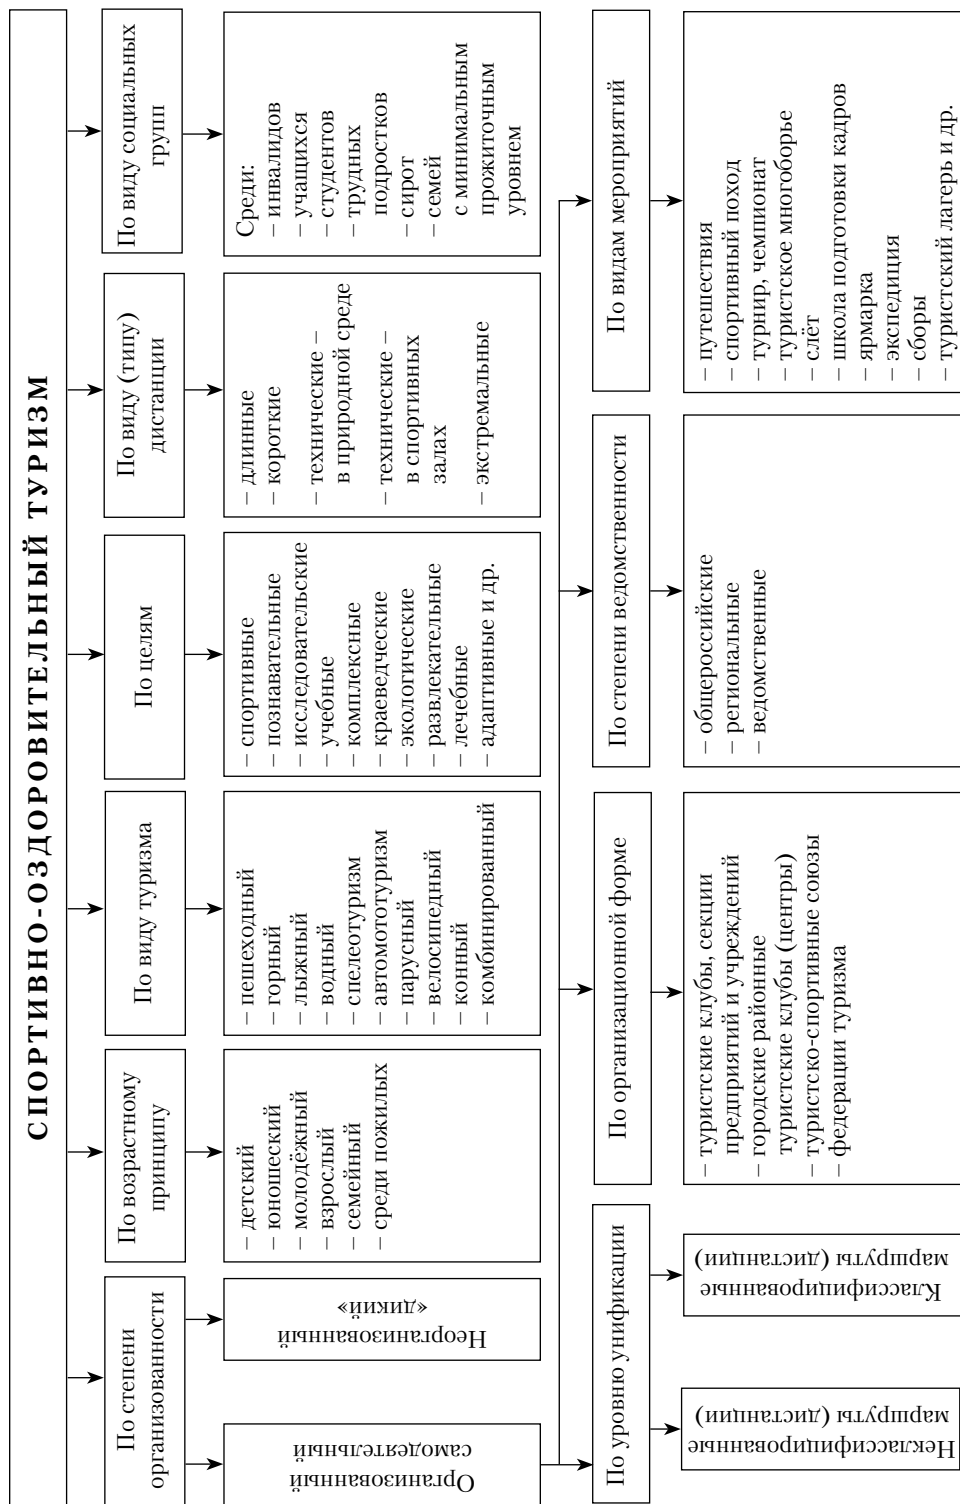 СПОРТИВНО-ОЗДОРОВИТЕЛЬНЫЙ ТУРИЗМ
По степени
организованности
Организованный
самодеятельный
Неорганизованный
«дикий»
По возрастному
принципу
– детский
– юношеский
– молодёжный
– взрослый
– семейный
– среди пожилых
По виду туризма
– пешеходный
– горный
– лыжный
– водный
– спелеотуризм
– автомототуризм
– парусный
– велосипедный
– конный
– комбинированный
По целям
– спортивные
– познавательные
– исследовательские
– учебные
– комплексные
– краеведческие
– экологические
– развлекательные
– лечебные
– адаптивные и др.
По виду (типу)
дистанции
– длинные
– короткие
– технические –
в природной среде
– технические –
в спортивных
залах
– экстремальные
По виду социальных
групп
Среди:
– инвалидов
– учащихся
– студентов
– трудных
подростков
– сирот
– семей
с минимальным
прожиточным
уровнем
По уровню унификации
Неклассифицированные
маршруты (дистанции)
Классифицированные
маршруты (дистанции)
По организационной форме
– туристские клубы, секции
предприятий и учреждений
– городские районные
туристские клубы (центры)
– туристско-спортивные союзы
– федерации туризма
По степени ведомственности
– общероссийские
– региональные
– ведомственные
По видам мероприятий
– путешествия
– спортивный поход
– турнир, чемпионат
– туристское многоборье
– слёт
– школа подготовки кадров
– ярмарка
– экспедиция
– сборы
– туристский лагерь и др.